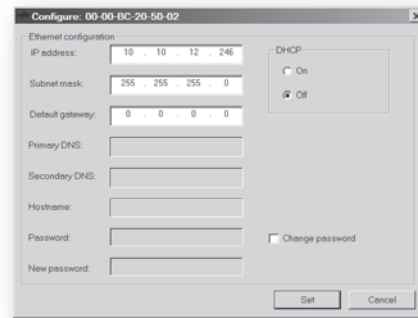 Configure: 00-00-BC-20-50-02
Ethernet configuration
IP address: 10 . 10 . 12 . 246
DHCP
On
Subnet mask: 255 . 255 . 255 . 0
Off
Default gateway: 0 . 0 . 0 . 0
Primary DNS:
Secondary DNS:
Hostname:
Password:
Change password
New password:
Set
Cancel